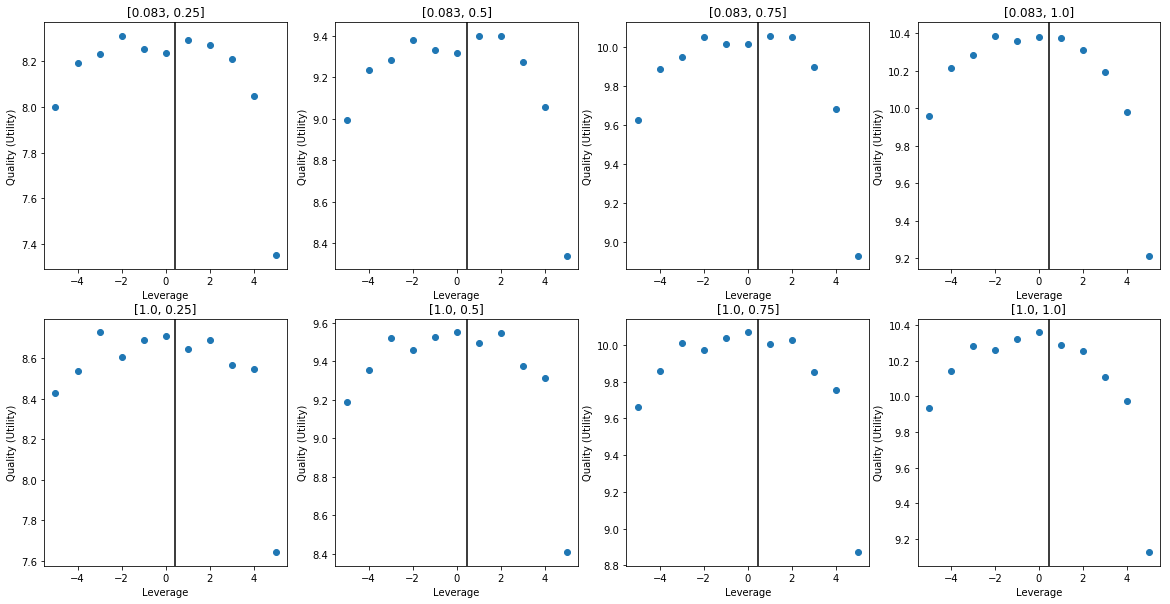 [0.083, 0.25]
Quality (Utility)
8.2
8.0
7.8
7.6
7.4
−4 −2 0 2 4
Leverage
[0.083, 0.5]
Quality (Utility)
9.4
9.2
9.0
8.8
8.6
8.4
−4 −2 0 2 4
Leverage
[0.083, 0.75]
Quality (Utility)
10.0
9.8
9.6
9.4
9.2
9.0
−4 −2 0 2 4
Leverage
[0.083, 1.0]
Quality (Utility)
10.4
10.2
10.0
9.8
9.6
9.4
9.2
−4 −2 0 2 4
Leverage
[1.0, 0.25]
Quality (Utility)
8.6
8.4
8.2
8.0
7.8
7.6
−4 −2 0 2 4
Leverage
[1.0, 0.5]
Quality (Utility)
9.6
9.4
9.2
9.0
8.8
8.6
8.4
−4 −2 0 2 4
Leverage
[1.0, 0.75]
Quality (Utility)
10.0
9.8
9.6
9.4
9.2
9.0
8.8
−4 −2 0 2 4
Leverage
[1.0, 1.0]
Quality (Utility)
10.4
10.2
10.0
9.8
9.6
9.4
9.2
−4 −2 0 2 4
Leverage